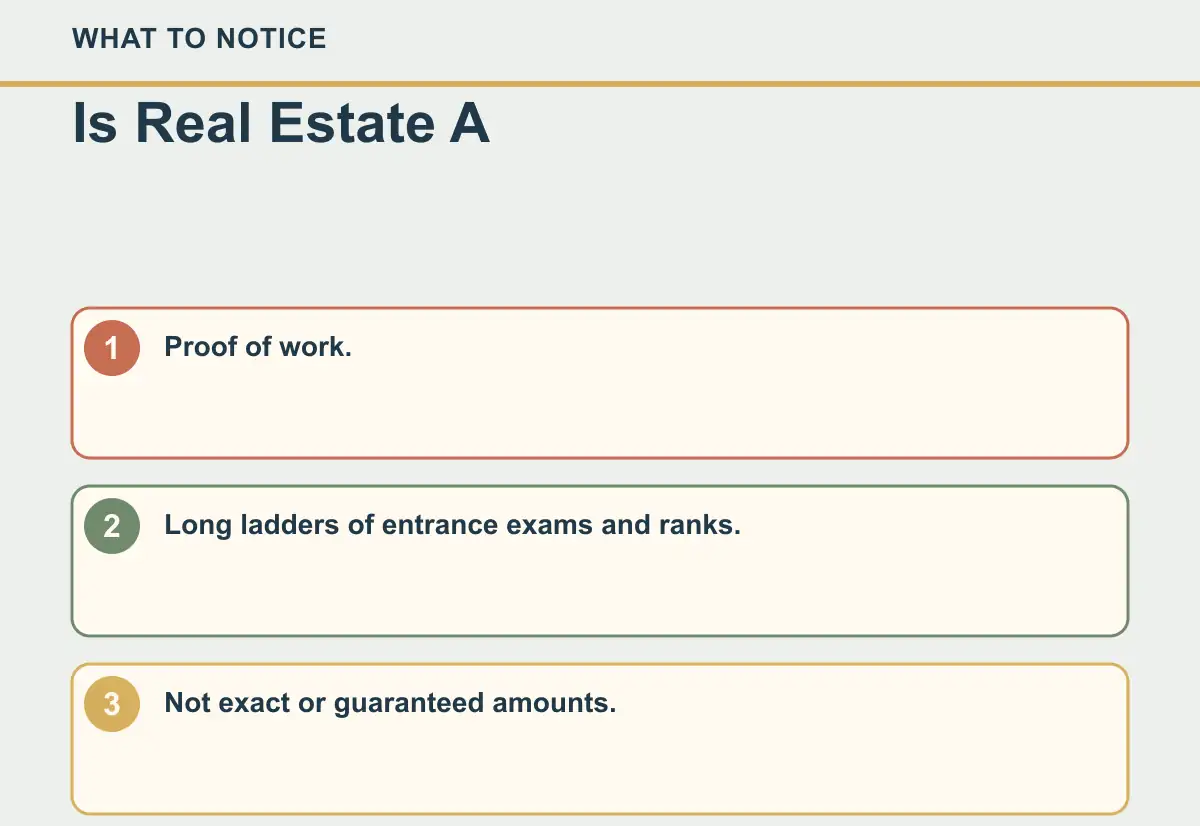 WHAT TO NOTICE
Is Real Estate A
1 Proof of work.
2 Long ladders of entrance exams and ranks.
3 Not exact or guaranteed amounts.